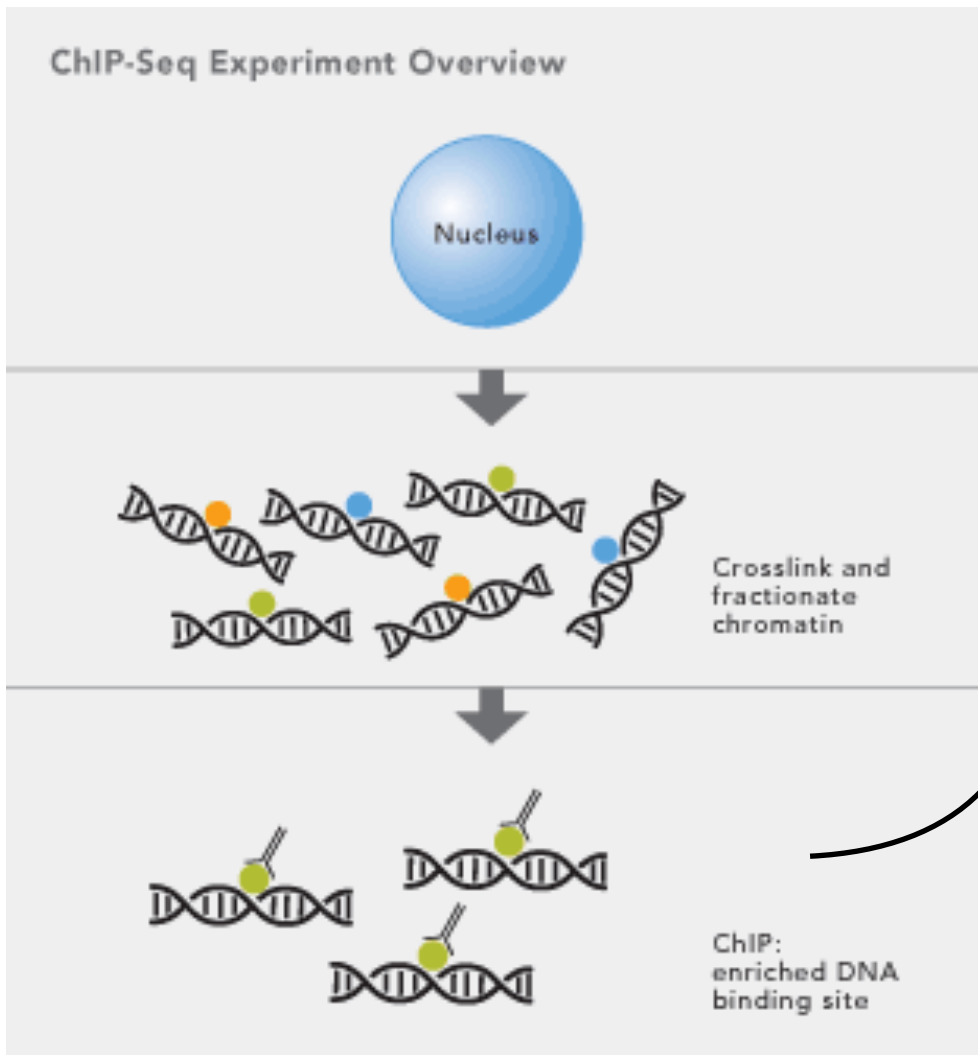 ChIP-Seq Experiment Overview
Nucleus
Crosslink and
fractionate
chromatin
ChIP:
enriched DNA
binding site